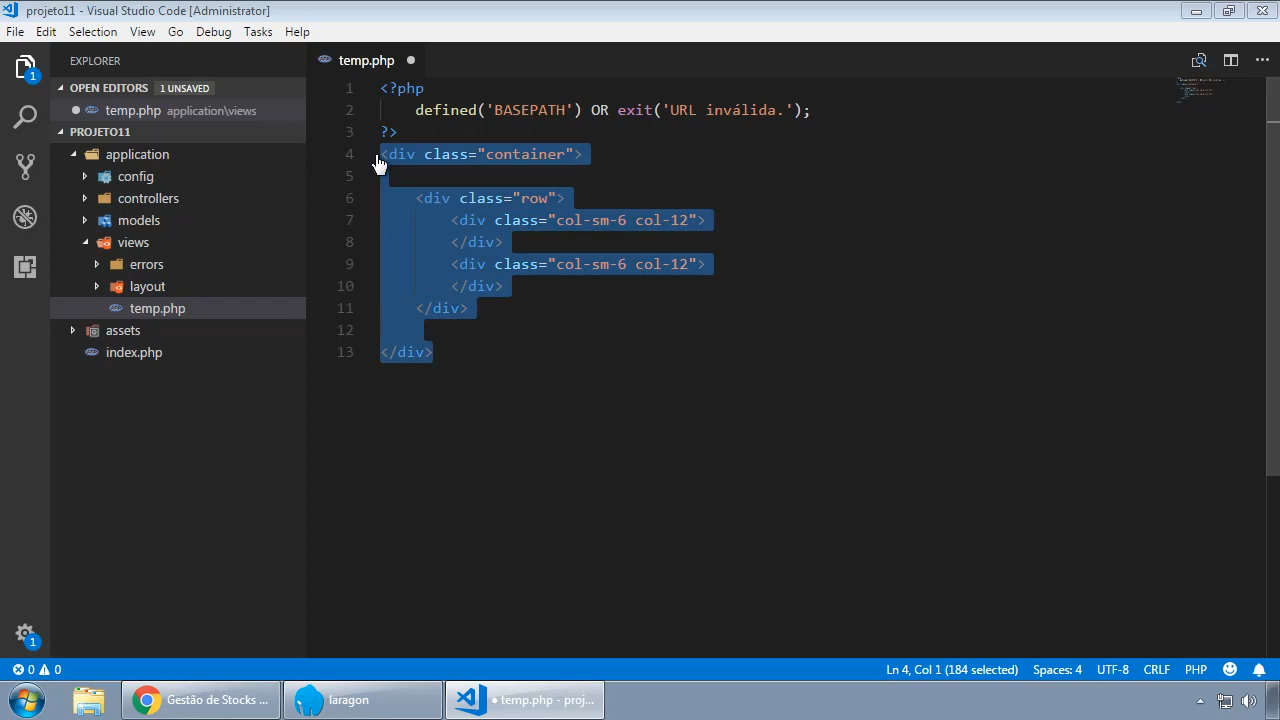 projeto11 - Visual Studio Code [Administrator]
File Edit Selection View Go Debug Tasks Help
EXPLORER
OPEN EDITORS 1 UNSAVED
temp.php application\views
PROJETO11
application
config
controllers
models
views
errors
layout
temp.php
assets
index.php
1
1
temp.php
1 <?php
2 defined('BASEPATH') OR exit('URL inválida.');
3 ?>
4 <div class="container">
5
6 <div class="row">
7 <div class="col-sm-6 col-12">
8 </div>
9 <div class="col-sm-6 col-12">
10 </div>
11 </div>
12
13 </div>
0 0
Ln 4, Col 1 (184 selected) Spaces: 4 UTF-8 CRLF PHP
Gestão de Stocks ...
laragon
• temp.php - proj...